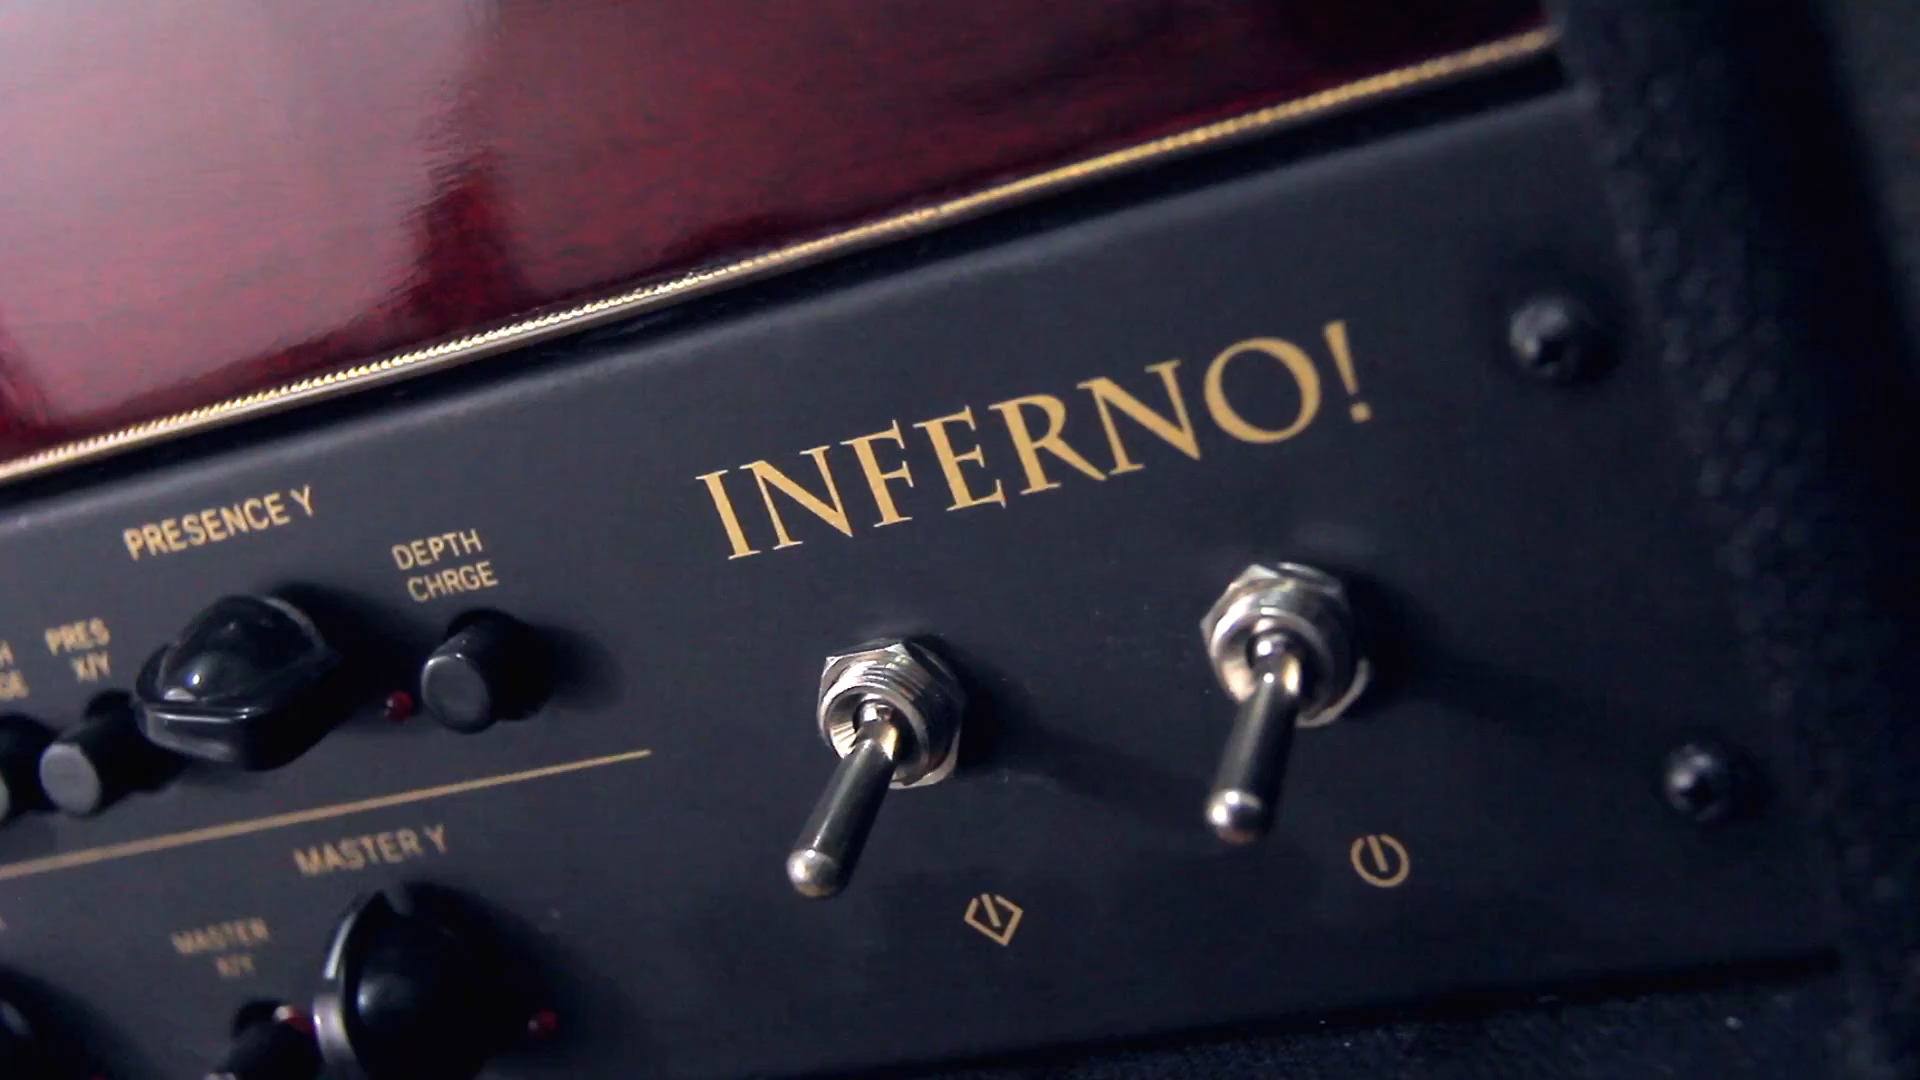 INFERNO!
PRESENCE Y
DEPTH
CHRGE
PRES
X/Y
MASTER Y
MASTER
X/Y